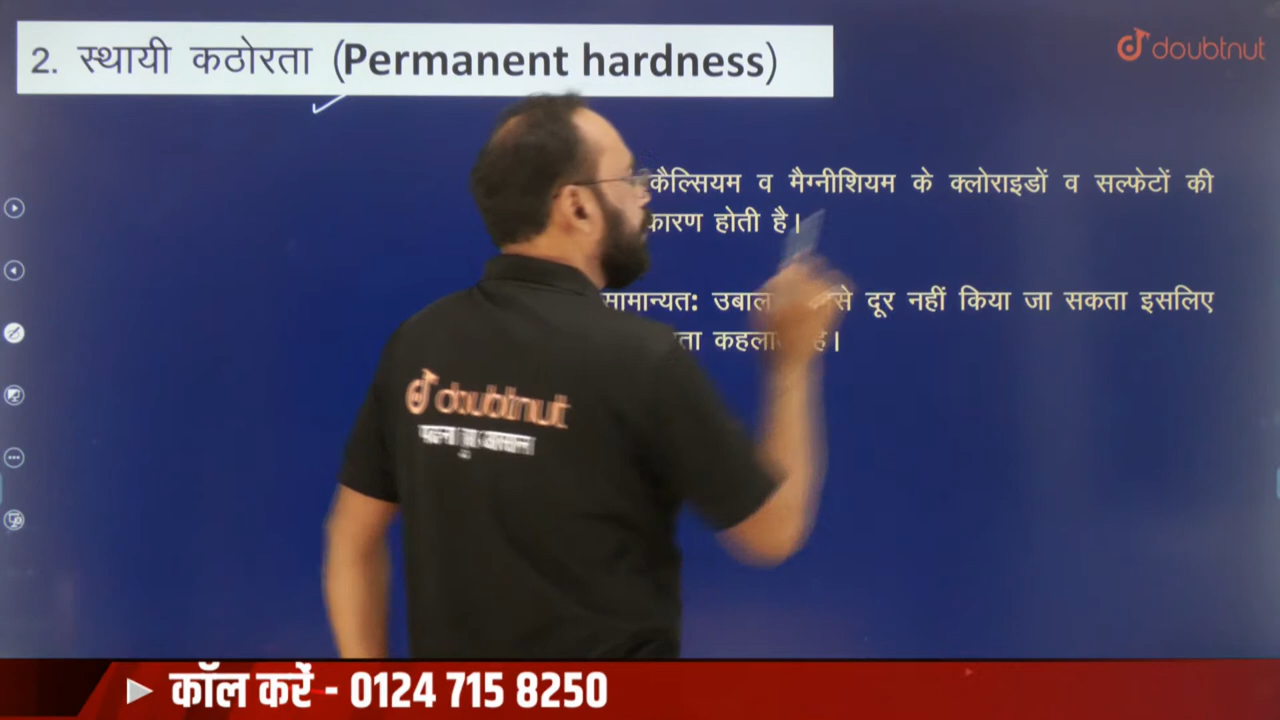 2. स्थायी कठोरता (Permanent hardness)
doubtnut
कैल्सियम व मैग्नीशियम के क्लोराइडों व सल्फेटों की
कारण होती है।
सामान्यत: उबाल से दूर नहीं किया जा सकता इसलिए
कहला है।
doubtnut
कॉल करें - 0124 715 8250